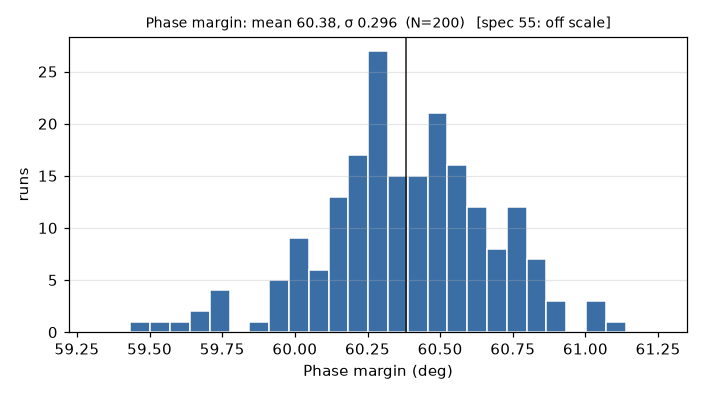 Phase margin: mean 60.38, σ 0.296 (N=200) [spec 55: off scale]
runs
25
20
15
10
5
0
59.25 59.50 59.75 60.00 60.25 60.50 60.75 61.00 61.25
Phase margin (deg)